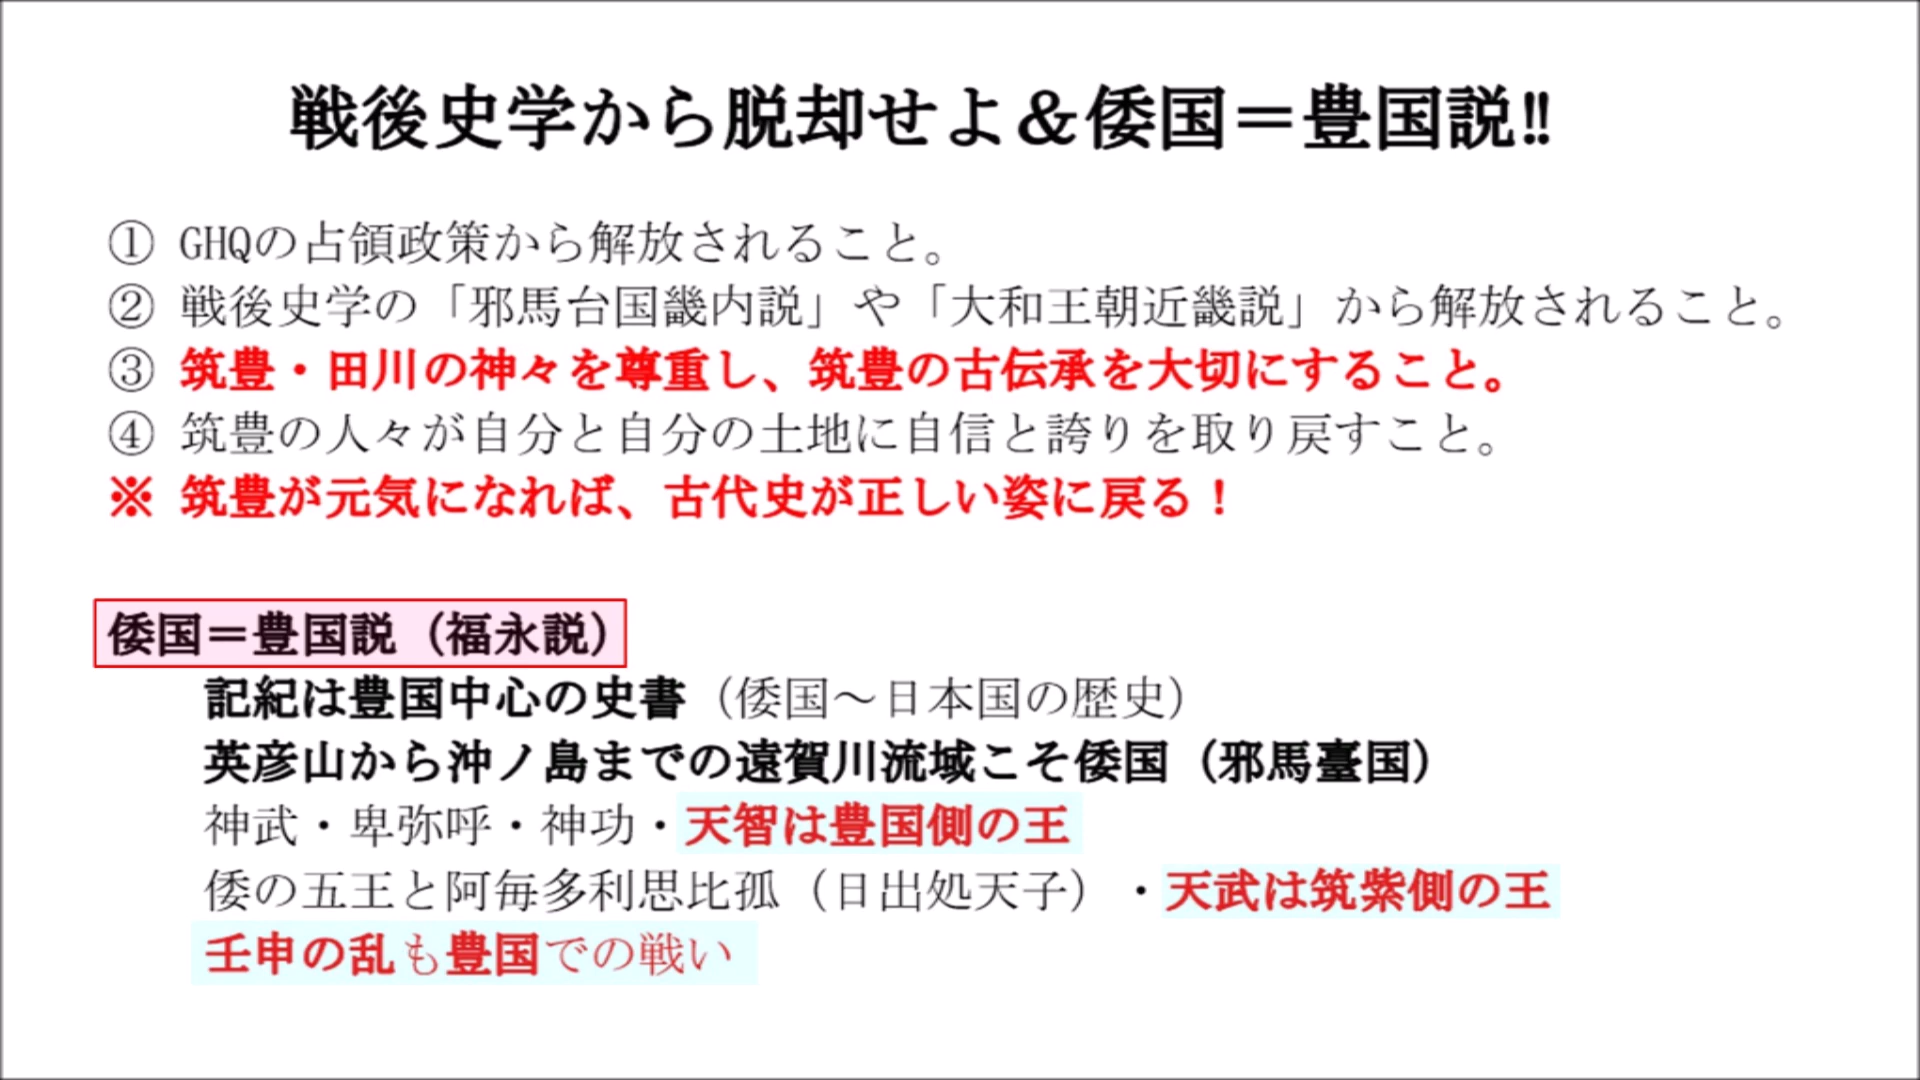 戦後史学から脱却せよ＆倭国＝豊国説‼
① GHQの占領政策から解放されること。
② 戦後史学の「邪馬台国畿内説」や「大和王朝近畿説」から解放されること。
③ 筑豊・田川の神々を尊重し、筑豊の古伝承を大切にすること。
④ 筑豊の人々が自分と自分の土地に自信と誇りを取り戻すこと。
※ 筑豊が元気になれば、古代史が正しい姿に戻る！
倭国＝豊国説（福永説）
記紀は豊国中心の史書（倭国～日本国の歴史）
英彦山から沖ノ島までの遠賀川流域こそ倭国（邪馬臺国）
神武・卑弥呼・神功・天智は豊国側の王
倭の五王と阿毎多利思比孤（日出処天子）・天武は筑紫側の王
壬申の乱も豊国での戦い